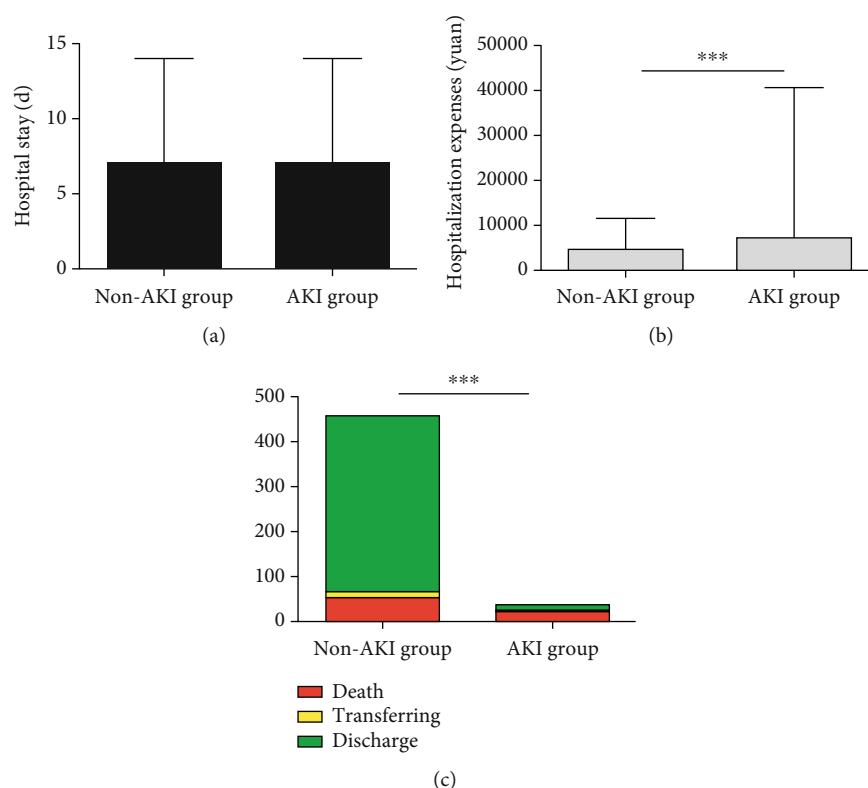 Hospital stay (d)
15
10
5
0
Non-AKI group
AKI group
(a)
Hospitalization expenses (yuan)
50000
40000
30000
20000
10000
0
***
Non-AKI group
AKI group
(b)
500
400
300
200
100
0
***
Non-AKI group
AKI group
Death
Transferring
Discharge
(c)